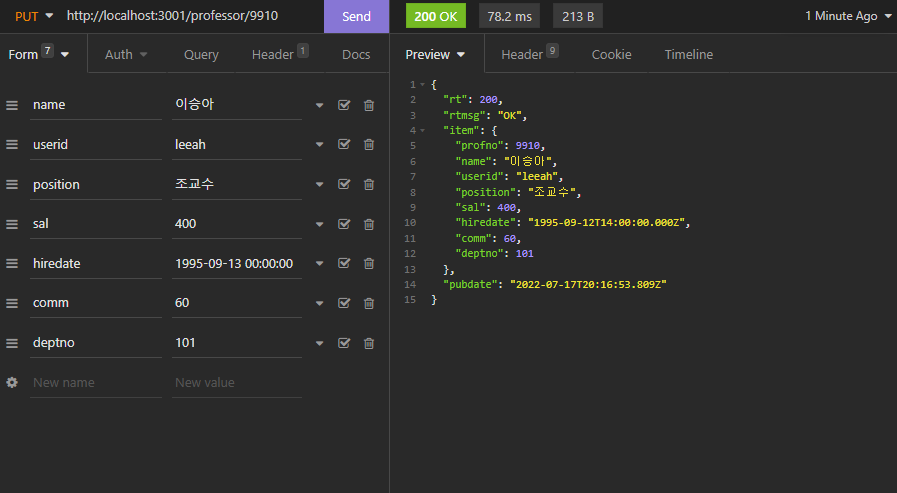 PUT http://localhost:3001/professor/9910 Send
200 OK 78.2 ms 213 B 1 Minute Ago
Form 7 Auth Query Header 1 Docs
Preview Header 9 Cookie Timeline
name 이승아
userid leeah
position 조교수
sal 400
hiredate 1995-09-13 00:00:00
comm 60
deptno 101
New name New value
1 {
2 "rt": 200,
3 "rtmsg": "OK",
4 "item": {
5 "profno": 9910,
6 "name": "이승아",
7 "userid": "leeah",
8 "position": "조교수",
9 "sal": 400,
10 "hiredate": "1995-09-12T14:00:00.000Z",
11 "comm": 60,
12 "deptno": 101
13 },
14 "pubdate": "2022-07-17T20:16:53.809Z"
15 }